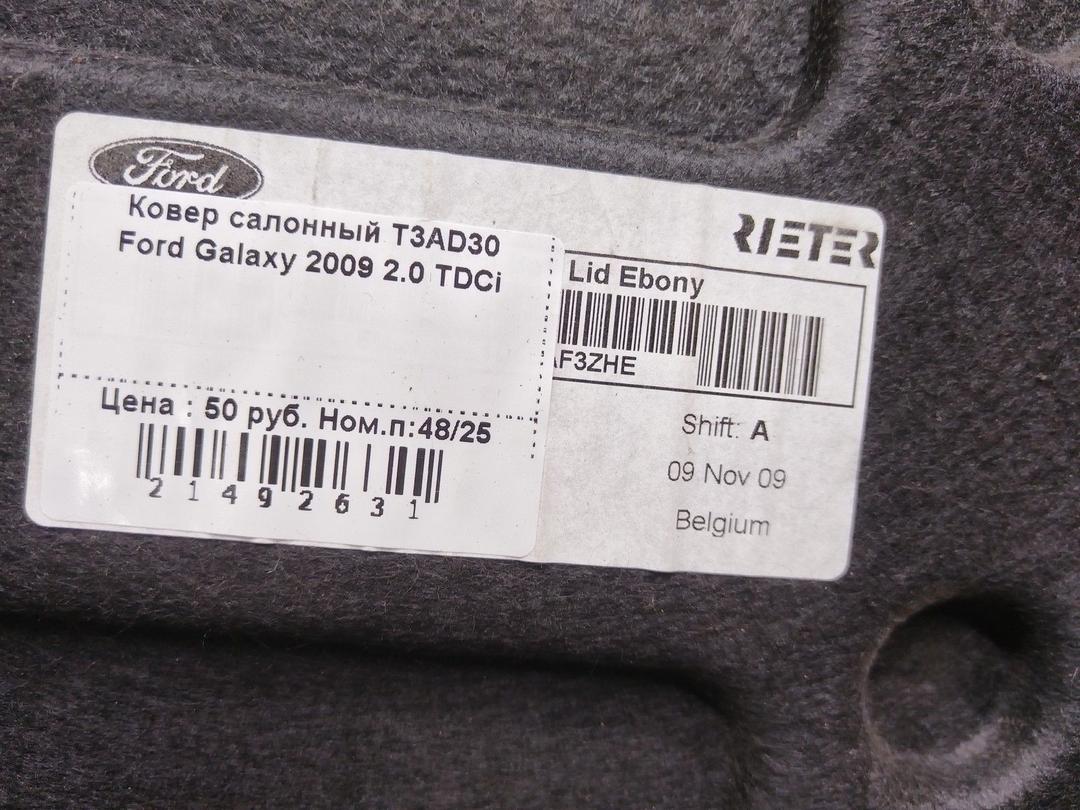 Ford
RIETER
Ковер салонный T3AD30
Ford Galaxy 2009 2.0 TDCi
Lid Ebony
F3ZHE
Цена : 50 руб. Ном.п:48/25
21492631
Shift: A
09 Nov 09
Belgium